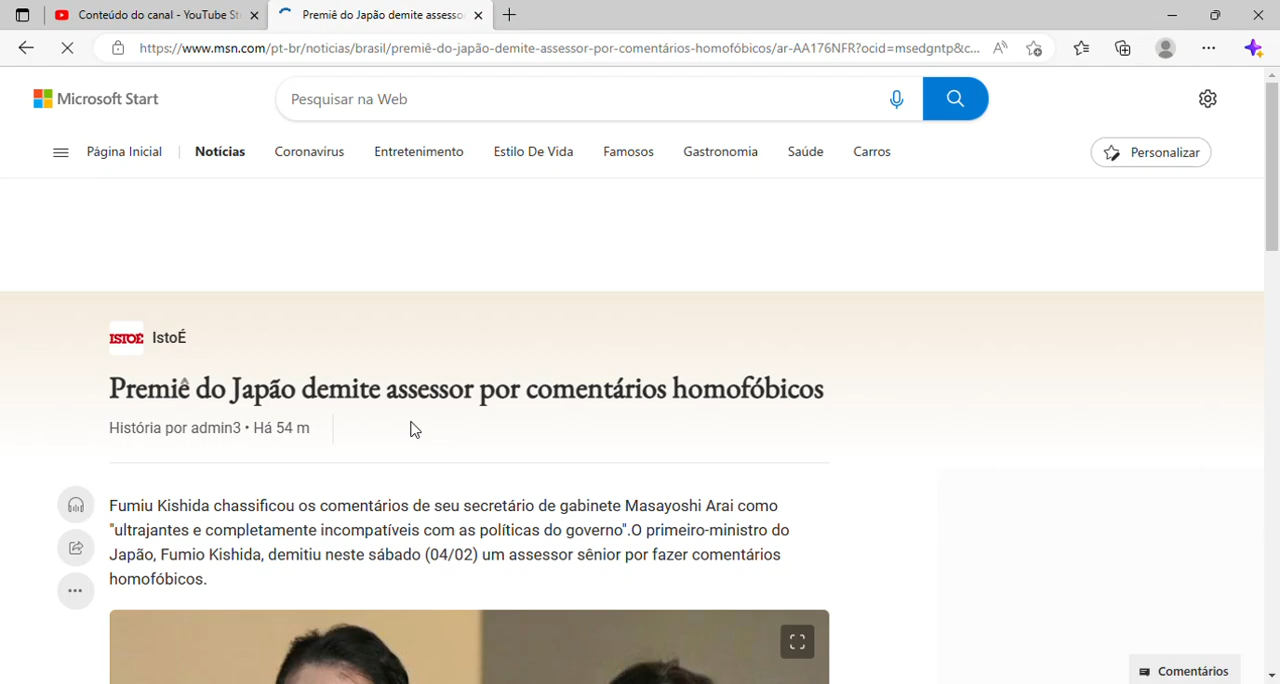 Conteúdo do canal - YouTube St
Premiê do Japão demite assessor
https://www.msn.com/pt-br/noticias/brasil/premiê-do-japão-demite-assessor-por-comentários-homofóbicos/ar-AA176NFR?ocid=msedgntp&c...
Microsoft Start
Pesquisar na Web
Página Inicial
Notícias
Coronavírus
Entretenimento
Estilo De Vida
Famosos
Gastronomia
Saúde
Carros
Personalizar
ISTOÉ IstoÉ
Premiê do Japão demite assessor por comentários homofóbicos
História por admin3 • Há 54 m
Fumiu Kishida chassificou os comentários de seu secretário de gabinete Masayoshi Arai como
"ultrajantes e completamente incompatíveis com as políticas do governo".O primeiro-ministro do
Japão, Fumio Kishida, demitiu neste sábado (04/02) um assessor sênior por fazer comentários
homofóbicos.
Comentários